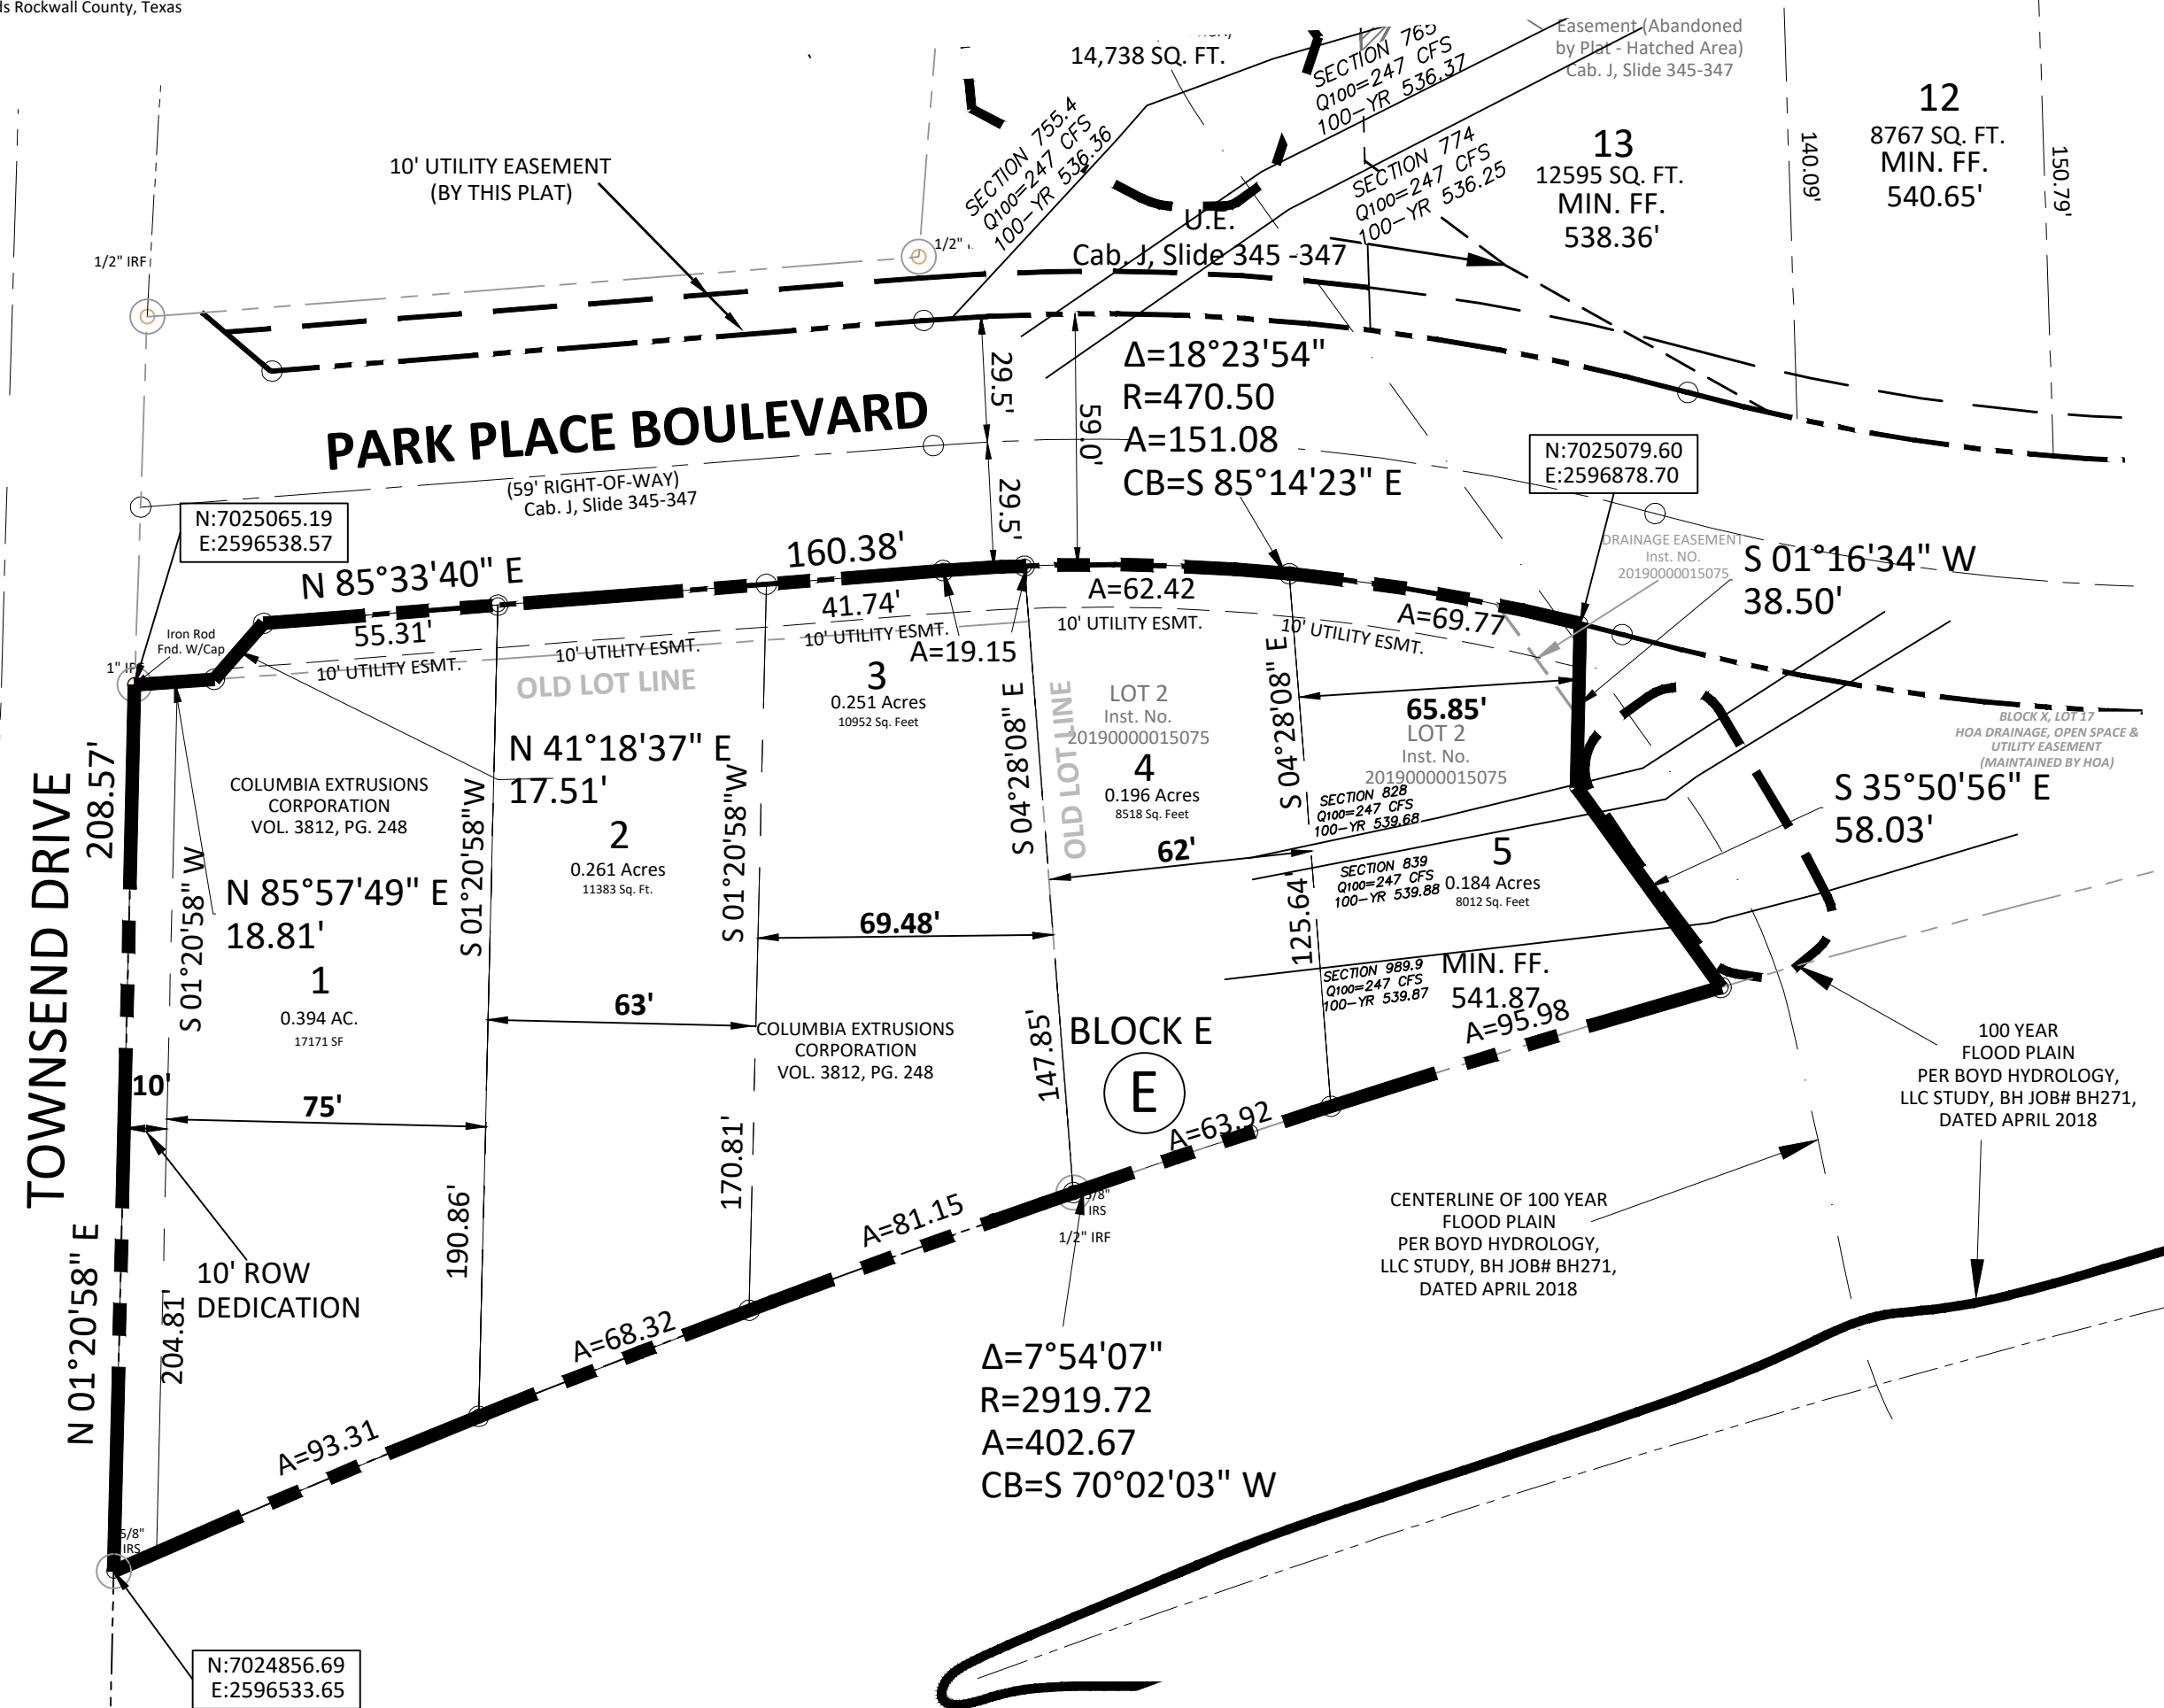 ds Rockwall County, Texas
14,738 SQ. FT.
SECTION 765
Q100=247 CFS
100-YR 536.37
Easement (Abandoned
by Plat - Hatched Area)
Cab. J, Slide 345-347
12
8767 SQ. FT.
MIN. FF.
540.65'
140.09'
150.79'
13
12595 SQ. FT.
MIN. FF.
538.36'
SECTION 755.4
Q100=247 CFS
100-YR 536.36
SECTION 774
Q100=247 CFS
100-YR 536.25
10' UTILITY EASEMENT
(BY THIS PLAT)
U.E.
Cab. J, Slide 345 -347
1/2" IRF
1/2"
PARK PLACE BOULEVARD
(59' RIGHT-OF-WAY)
Cab. J, Slide 345-347
29.5'
29.5'
59.0'
Δ=18°23'54"
R=470.50
A=151.08
CB=S 85°14'23" E
N:7025079.60
E:2596878.70
N:7025065.19
E:2596538.57
N 85°33'40" E
160.38'
55.31'
41.74'
A=19.15
A=62.42
A=69.77
DRAINAGE EASEMENT
Inst. NO.
20190000015075
S 01°16'34" W
38.50'
Iron Rod
Fnd. W/Cap
1" IPF
10' UTILITY ESMT.
10' UTILITY ESMT.
10' UTILITY ESMT.
10' UTILITY ESMT.
10' UTILITY ESMT.
OLD LOT LINE
3
0.251 Acres
10952 Sq. Feet
S 04°28'08" E
OLD LOT LINE
LOT 2
Inst. No.
20190000015075
4
0.196 Acres
8518 Sq. Feet
S 04°28'08" E
65.85'
LOT 2
Inst. No.
20190000015075
BLOCK X, LOT 17
HOA DRAINAGE, OPEN SPACE &
UTILITY EASEMENT
(MAINTAINED BY HOA)
S 35°50'56" E
58.03'
SECTION 828
Q100=247 CFS
100-YR 539.68
SECTION 839
Q100=247 CFS
100-YR 539.88
5
0.184 Acres
8012 Sq. Feet
SECTION 989.9
Q100=247 CFS
100-YR 539.87
MIN. FF.
541.87
A=95.98
62'
125.64'
TOWNSEND DRIVE
208.57'
N 01°20'58" E
COLUMBIA EXTRUSIONS
CORPORATION
VOL. 3812, PG. 248
N 41°18'37" E
17.51'
2
0.261 Acres
11383 Sq. Ft.
S 01°20'58"W
S 01°20'58"W
S 01°20'58" W
N 85°57'49" E
18.81'
1
0.394 AC.
17171 SF
69.48'
63'
75'
10'
COLUMBIA EXTRUSIONS
CORPORATION
VOL. 3812, PG. 248
BLOCK E
E
147.85'
170.81'
190.86'
204.81'
10' ROW
DEDICATION
A=63.92
A=81.15
A=68.32
A=93.31
5/8"
IRS
1/2" IRF
100 YEAR
FLOOD PLAIN
PER BOYD HYDROLOGY,
LLC STUDY, BH JOB# BH271,
DATED APRIL 2018
CENTERLINE OF 100 YEAR
FLOOD PLAIN
PER BOYD HYDROLOGY,
LLC STUDY, BH JOB# BH271,
DATED APRIL 2018
Δ=7°54'07"
R=2919.72
A=402.67
CB=S 70°02'03" W
5/8"
IRS
N:7024856.69
E:2596533.65